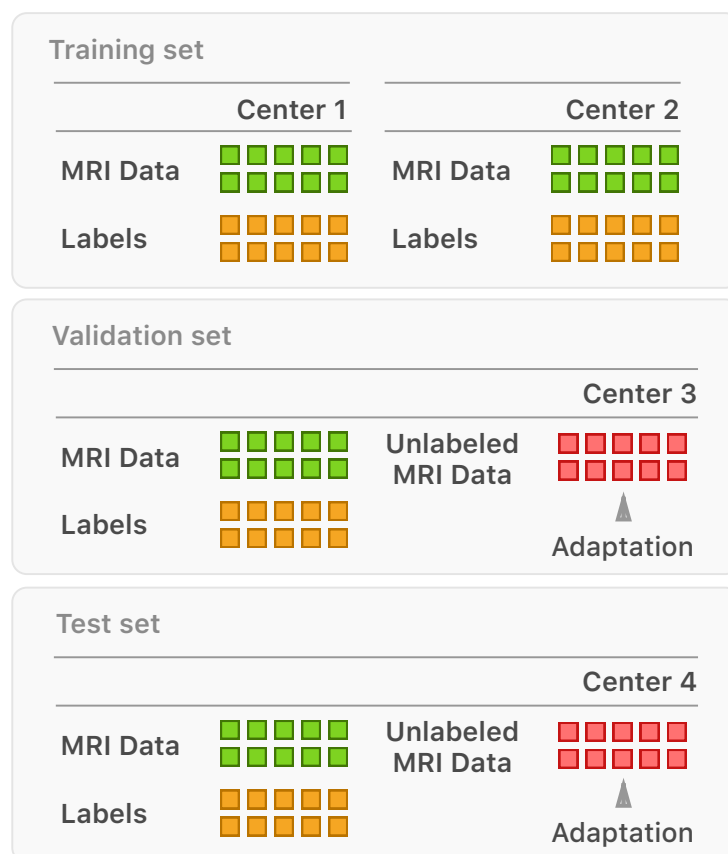 Training set
Center 1
Center 2
MRI Data
MRI Data
Labels
Labels
Validation set
Center 3
MRI Data
Unlabeled
MRI Data
Labels
Adaptation
Test set
Center 4
MRI Data
Unlabeled
MRI Data
Labels
Adaptation